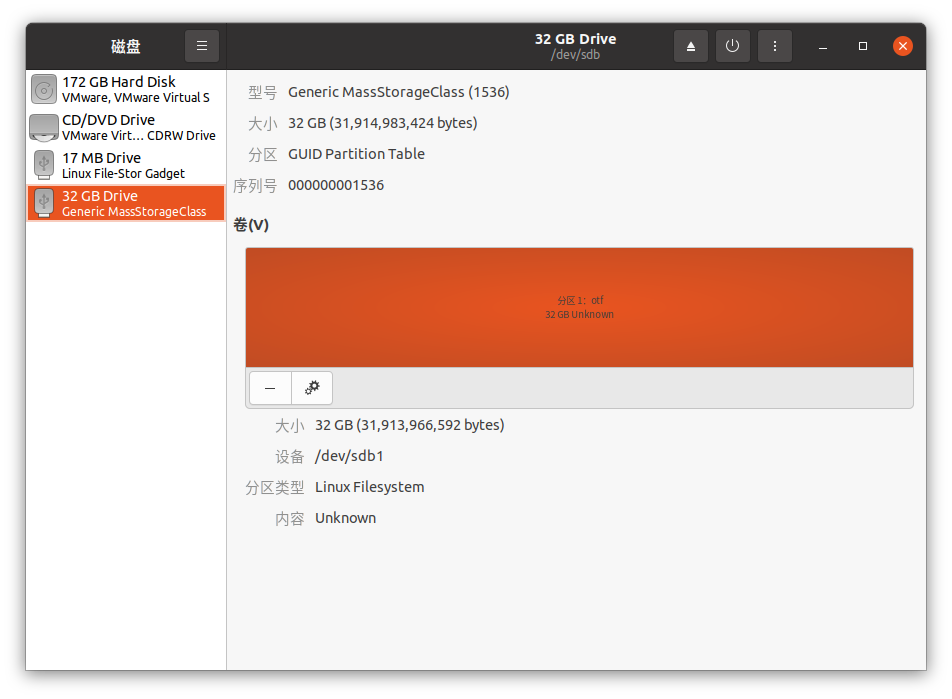 磁盘
32 GB Drive
/dev/sdb
172 GB Hard Disk
VMware, VMware Virtual S
CD/DVD Drive
VMware Virt… CDRW Drive
17 MB Drive
Linux File-Stor Gadget
32 GB Drive
Generic MassStorageClass
型号 Generic MassStorageClass (1536)
大小 32 GB (31,914,983,424 bytes)
分区 GUID Partition Table
序列号 000000001536
卷(V)
分区 1：otf
32 GB Unknown
大小 32 GB (31,913,966,592 bytes)
设备 /dev/sdb1
分区类型 Linux Filesystem
内容 Unknown